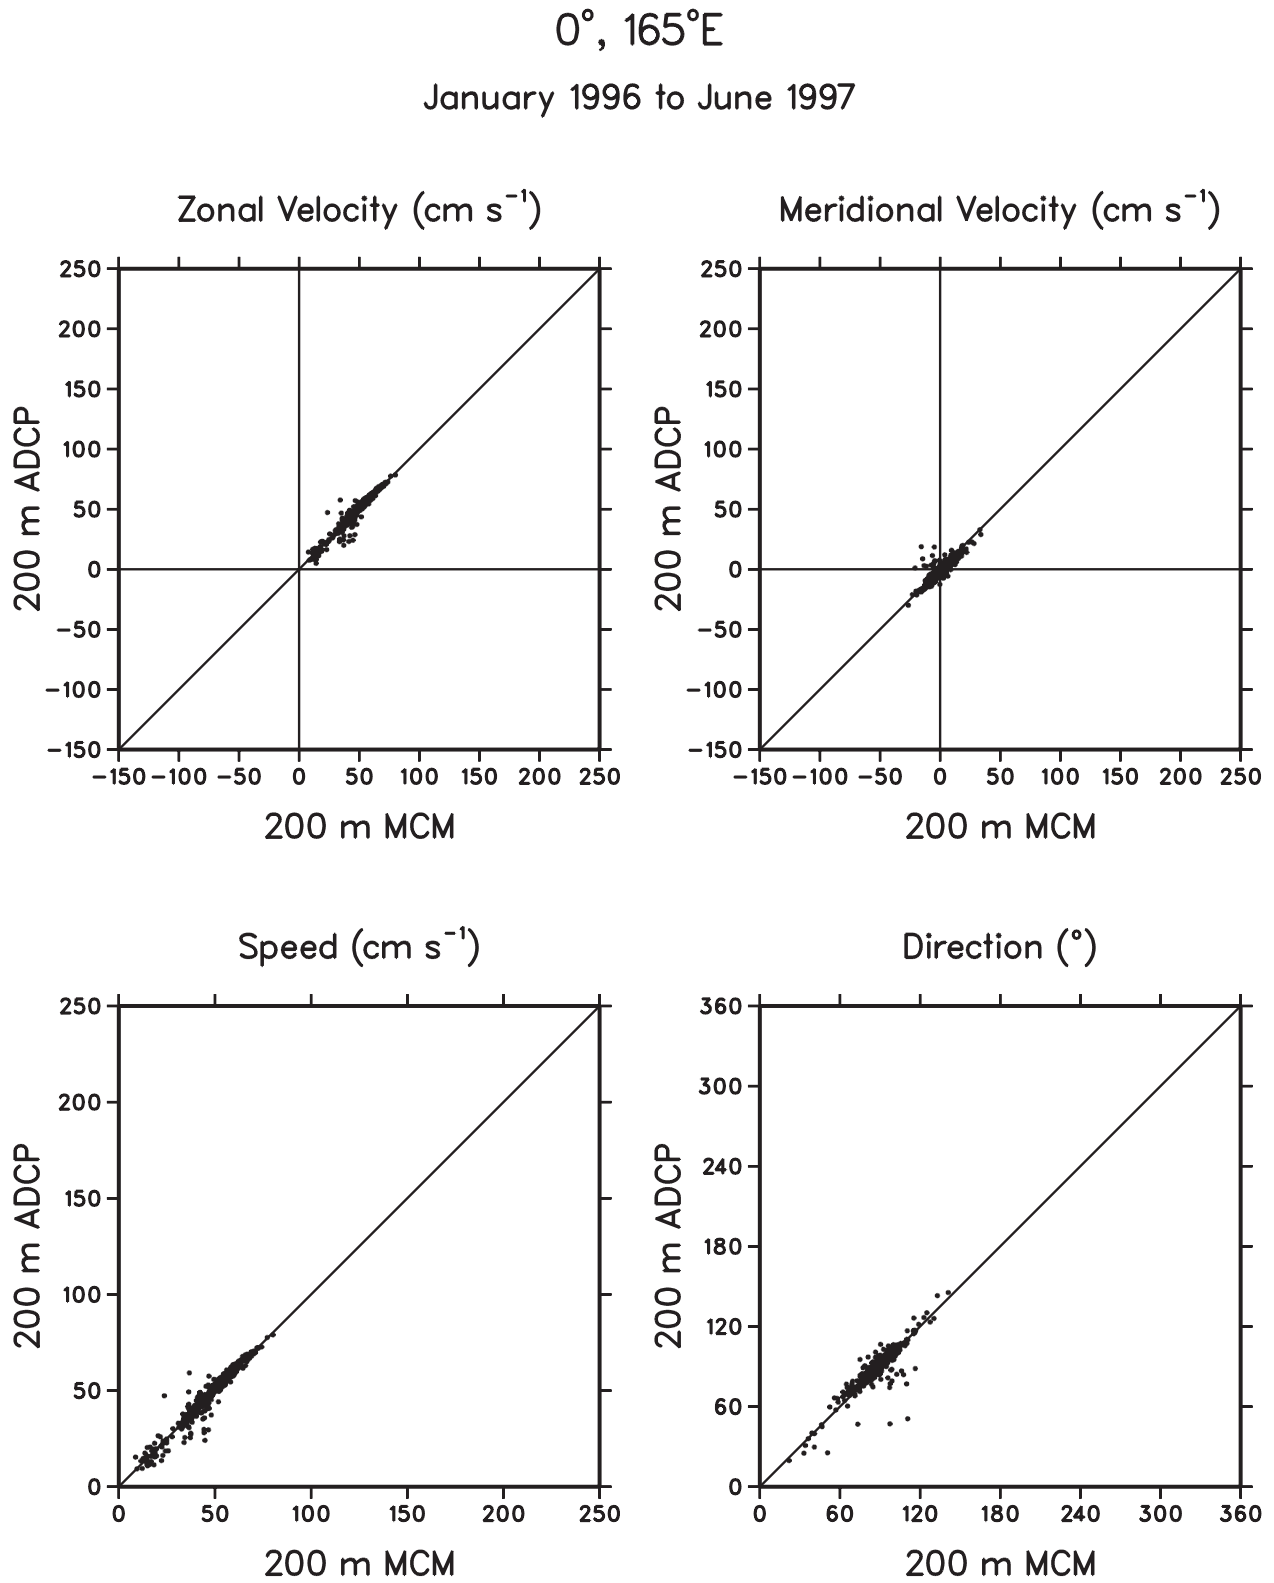 0°, 165°E
January 1996 to June 1997
Zonal Velocity (cm s⁻¹)
250
200
150
100
50
0
−50
−100
−150
200 m ADCP
−150 −100 −50 0 50 100 150 200 250
200 m MCM
Meridional Velocity (cm s⁻¹)
250
200
150
100
50
0
−50
−100
−150
200 m ADCP
−150 −100 −50 0 50 100 150 200 250
200 m MCM
Speed (cm s⁻¹)
250
200
150
100
50
0
200 m ADCP
0 50 100 150 200 250
200 m MCM
Direction (°)
360
300
240
180
120
60
0
200 m ADCP
0 60 120 180 240 300 360
200 m MCM